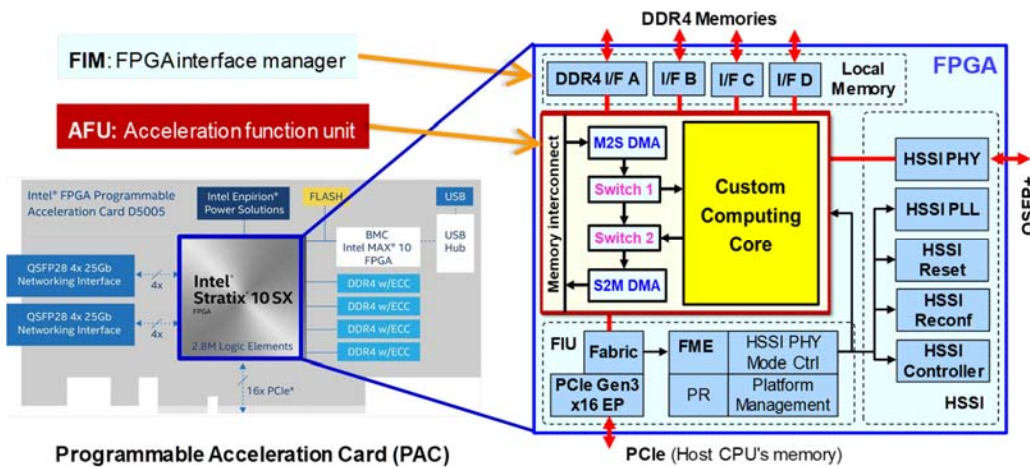 FIM: FPGA interface manager
AFU: Acceleration function unit
Intel® FPGA Programmable
Acceleration Card D5005
Intel Enpirion®
Power Solutions
FLASH
USB
BMC
Intel MAX® 10
FPGA
USB
Hub
QSFP28 4x 25Gb
Networking Interface
4x
QSFP28 4x 25Gb
Networking Interface
4x
Intel®
Stratix® 10 SX
FPGA
2.8M Logic Elements
DDR4 w/ECC
DDR4 w/ECC
DDR4 w/ECC
DDR4 w/ECC
16x PCIe*
Programmable Acceleration Card (PAC)
DDR4 Memories
FPGA
DDR4 I/F A
I/F B
I/F C
I/F D
Local
Memory
Memory interconnect
M2S DMA
Switch 1
Switch 2
S2M DMA
Custom
Computing
Core
HSSI PHY
HSSI PLL
HSSI
Reset
HSSI
Reconf
HSSI
Controller
HSSI
QSFP+
FIU
Fabric
PCIe Gen3
x16 EP
FME
HSSI PHY
Mode Ctrl
PR
Platform
Management
PCIe (Host CPU's memory)